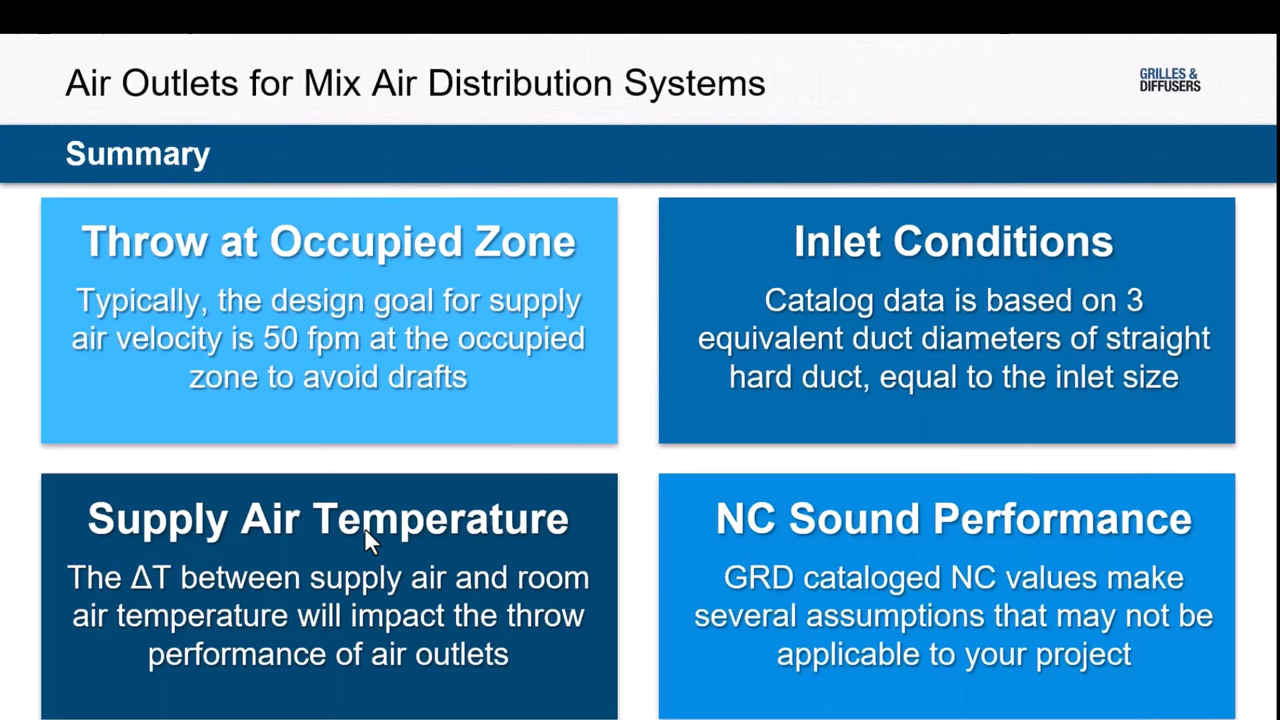 Air Outlets for Mix Air Distribution Systems
GRILLES &
DIFFUSERS
Summary
Throw at Occupied Zone
Typically, the design goal for supply
air velocity is 50 fpm at the occupied
zone to avoid drafts
Inlet Conditions
Catalog data is based on 3
equivalent duct diameters of straight
hard duct, equal to the inlet size
Supply Air Temperature
The ΔT between supply air and room
air temperature will impact the throw
performance of air outlets
NC Sound Performance
GRD cataloged NC values make
several assumptions that may not be
applicable to your project